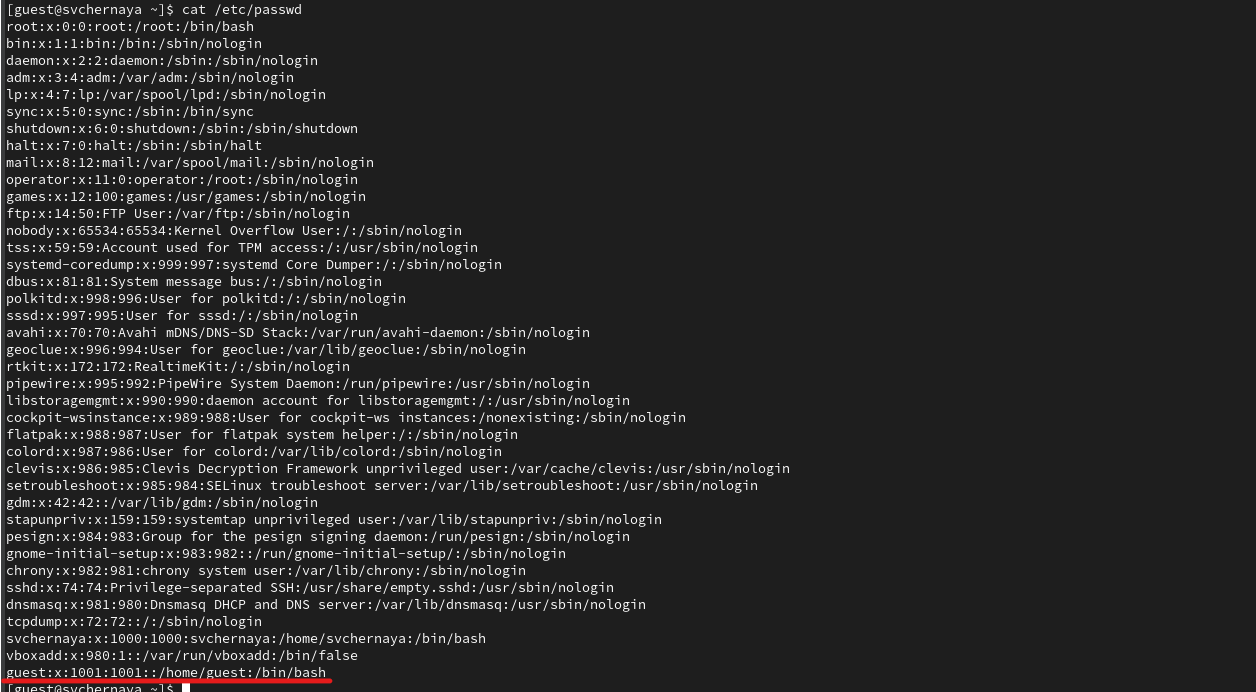 [guest@svchernaya ~]$ cat /etc/passwd
root:x:0:0:root:/root:/bin/bash
bin:x:1:1:bin:/bin:/sbin/nologin
daemon:x:2:2:daemon:/sbin:/sbin/nologin
adm:x:3:4:adm:/var/adm:/sbin/nologin
lp:x:4:7:lp:/var/spool/lpd:/sbin/nologin
sync:x:5:0:sync:/sbin:/bin/sync
shutdown:x:6:0:shutdown:/sbin:/sbin/shutdown
halt:x:7:0:halt:/sbin:/sbin/halt
mail:x:8:12:mail:/var/spool/mail:/sbin/nologin
operator:x:11:0:operator:/root:/sbin/nologin
games:x:12:100:games:/usr/games:/sbin/nologin
ftp:x:14:50:FTP User:/var/ftp:/sbin/nologin
nobody:x:65534:65534:Kernel Overflow User:/:/sbin/nologin
tss:x:59:59:Account used for TPM access:/:/usr/sbin/nologin
systemd-coredump:x:999:997:systemd Core Dumper:/:/sbin/nologin
dbus:x:81:81:System message bus:/:/sbin/nologin
polkitd:x:998:996:User for polkitd:/:/sbin/nologin
sssd:x:997:995:User for sssd:/:/sbin/nologin
avahi:x:70:70:Avahi mDNS/DNS-SD Stack:/var/run/avahi-daemon:/sbin/nologin
geoclue:x:996:994:User for geoclue:/var/lib/geoclue:/sbin/nologin
rtkit:x:172:172:RealtimeKit:/:/sbin/nologin
pipewire:x:995:992:PipeWire System Daemon:/run/pipewire:/usr/sbin/nologin
libstoragemgmt:x:990:990:daemon account for libstoragemgmt:/:/usr/sbin/nologin
cockpit-wsinstance:x:989:988:User for cockpit-ws instances:/nonexisting:/sbin/nologin
flatpak:x:988:987:User for flatpak system helper:/:/sbin/nologin
colord:x:987:986:User for colord:/var/lib/colord:/sbin/nologin
clevis:x:986:985:Clevis Decryption Framework unprivileged user:/var/cache/clevis:/usr/sbin/nologin
setroubleshoot:x:985:984:SELinux troubleshoot server:/var/lib/setroubleshoot:/usr/sbin/nologin
gdm:x:42:42::/var/lib/gdm:/sbin/nologin
stapunpriv:x:159:159:systemtap unprivileged user:/var/lib/stapunpriv:/sbin/nologin
pesign:x:984:983:Group for the pesign signing daemon:/run/pesign:/sbin/nologin
gnome-initial-setup:x:983:982::/run/gnome-initial-setup/:/sbin/nologin
chrony:x:982:981:chrony system user:/var/lib/chrony:/sbin/nologin
sshd:x:74:74:Privilege-separated SSH:/usr/share/empty.sshd:/usr/sbin/nologin
dnsmasq:x:981:980:Dnsmasq DHCP and DNS server:/var/lib/dnsmasq:/usr/sbin/nologin
tcpdump:x:72:72::/:/sbin/nologin
svchernaya:x:1000:1000:svchernaya:/home/svchernaya:/bin/bash
vboxadd:x:980:1::/var/run/vboxadd:/bin/false
guest:x:1001:1001::/home/guest:/bin/bash
[guest@svchernaya ~]$